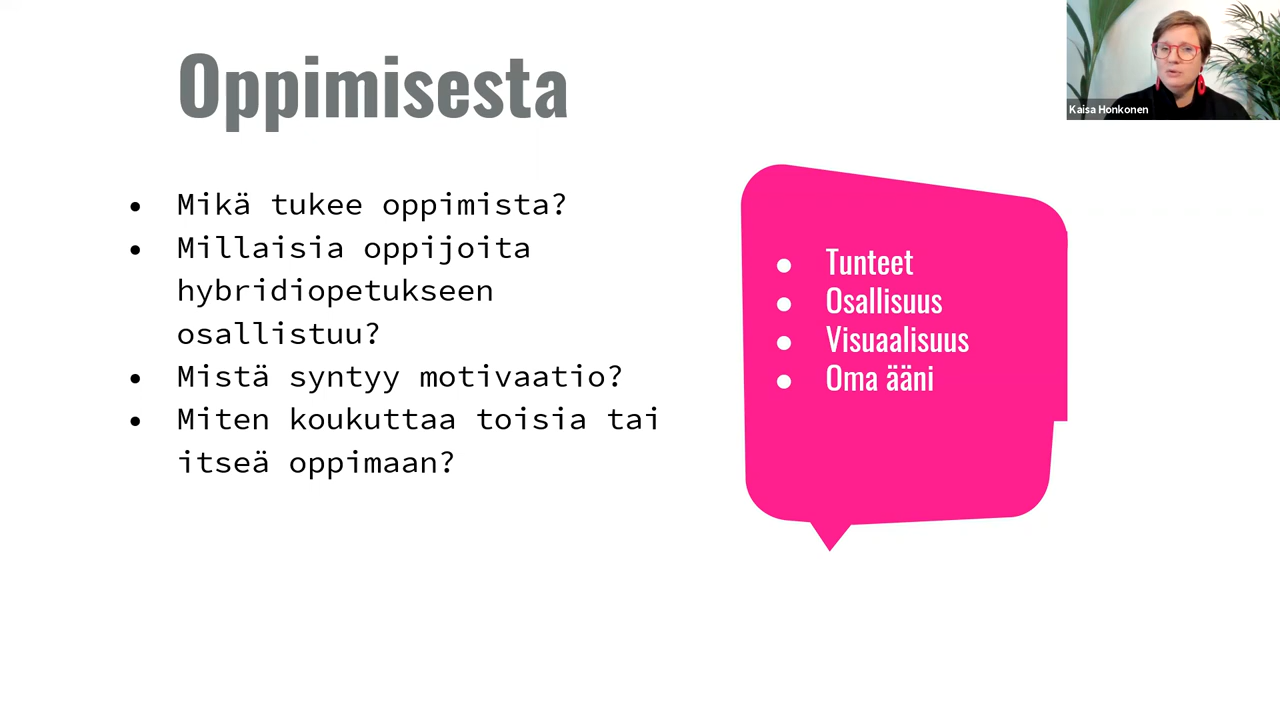 Oppimisesta
Kaisa Honkonen
• Mikä tukee oppimista?
• Millaisia oppijoita
hybridiopetukseen
osallistuu?
• Mistä syntyy motivaatio?
• Miten koukuttaa toisia tai
itseä oppimaan?
• Tunteet
• Osallisuus
• Visuaalisuus
• Oma ääni